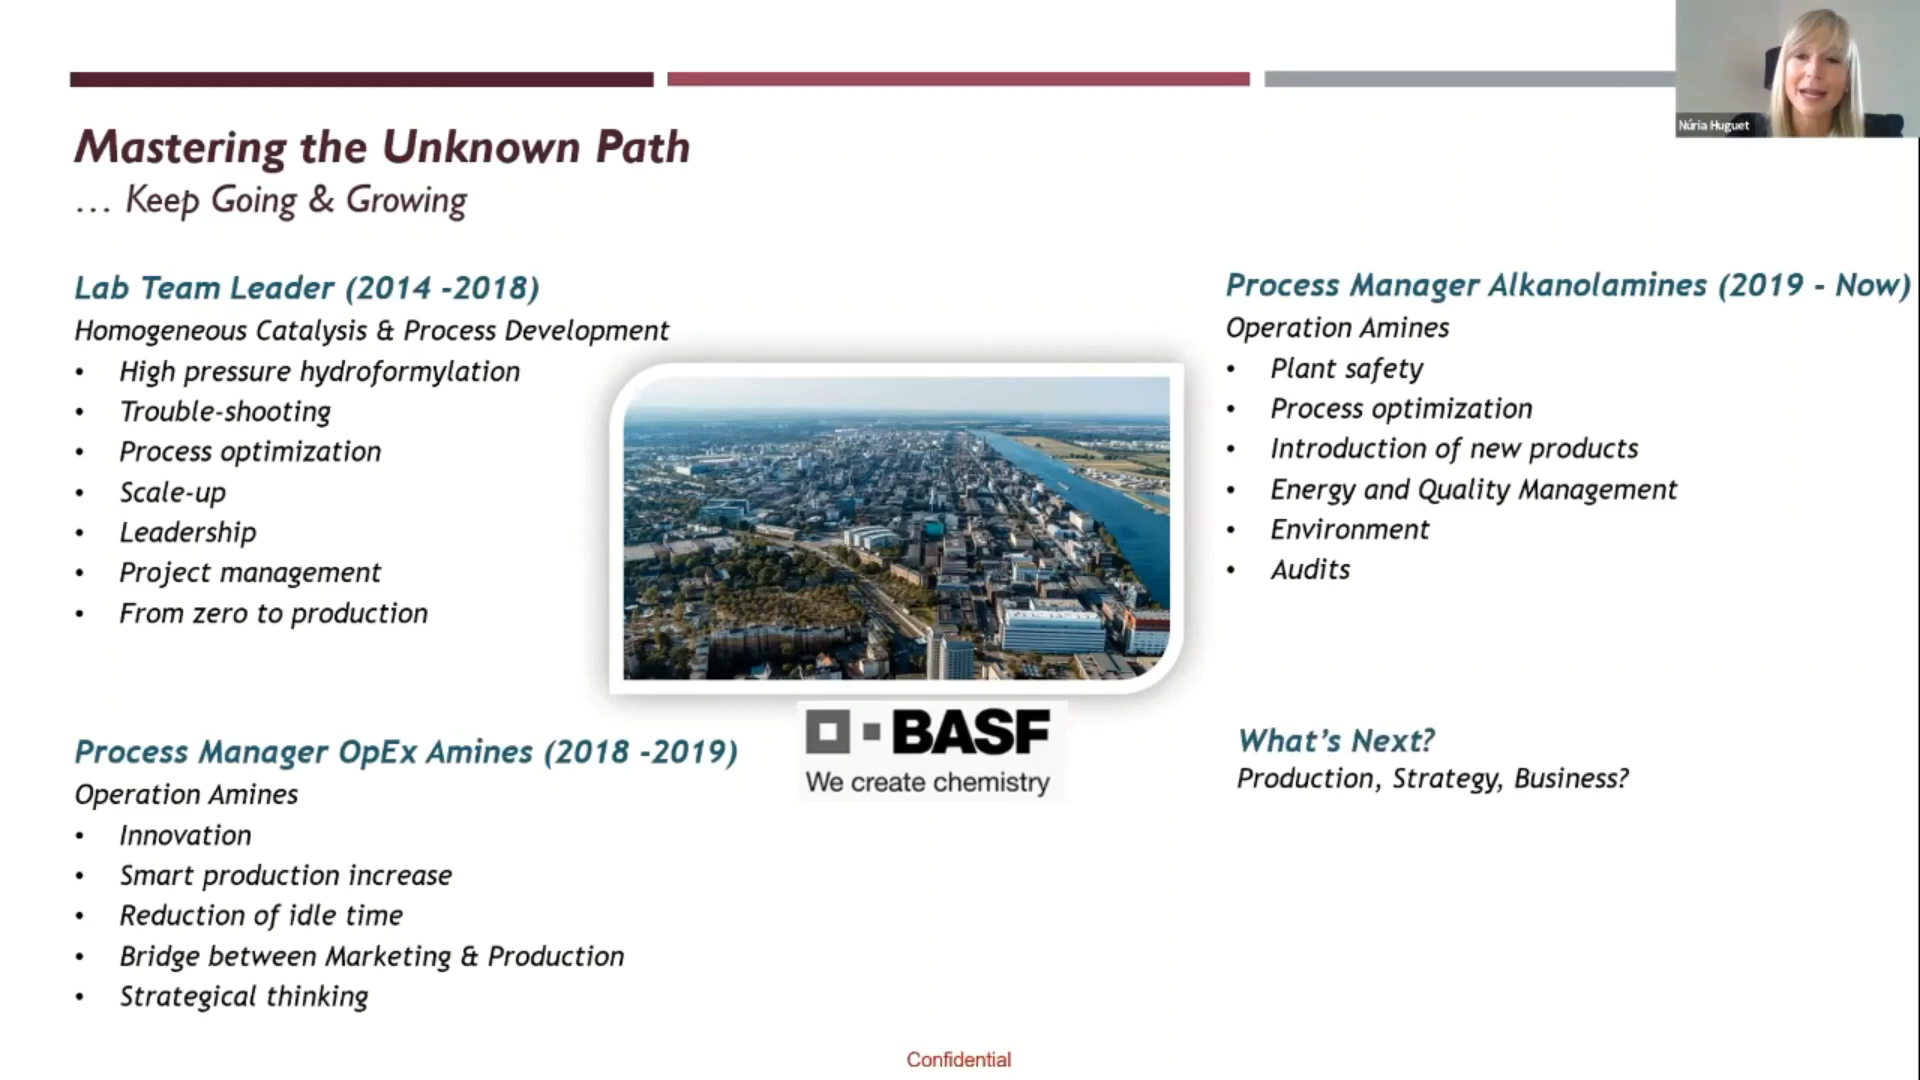 Núria Huguet
Mastering the Unknown Path
... Keep Going & Growing
Lab Team Leader (2014 -2018)
Homogeneous Catalysis & Process Development
• High pressure hydroformylation
• Trouble-shooting
• Process optimization
• Scale-up
• Leadership
• Project management
• From zero to production
Process Manager OpEx Amines (2018 -2019)
Operation Amines
• Innovation
• Smart production increase
• Reduction of idle time
• Bridge between Marketing & Production
• Strategical thinking
BASF
We create chemistry
Process Manager Alkanolamines (2019 - Now)
Operation Amines
• Plant safety
• Process optimization
• Introduction of new products
• Energy and Quality Management
• Environment
• Audits
What's Next?
Production, Strategy, Business?
Confidential